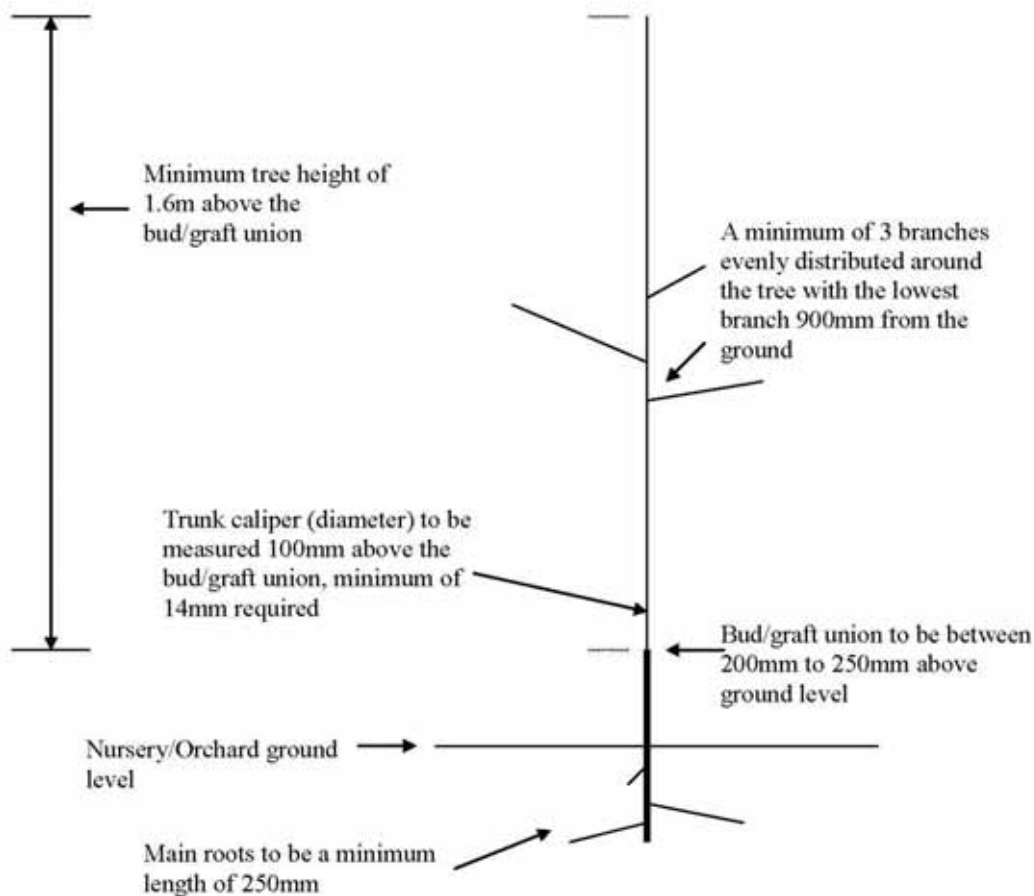 Minimum tree height of
1.6m above the
bud/graft union
A minimum of 3 branches
evenly distributed around
the tree with the lowest
branch 900mm from the
ground
Trunk caliper (diameter) to be
measured 100mm above the
bud/graft union, minimum of
14mm required
Bud/graft union to be between
200mm to 250mm above
ground level
Nursery/Orchard ground
level
Main roots to be a minimum
length of 250mm